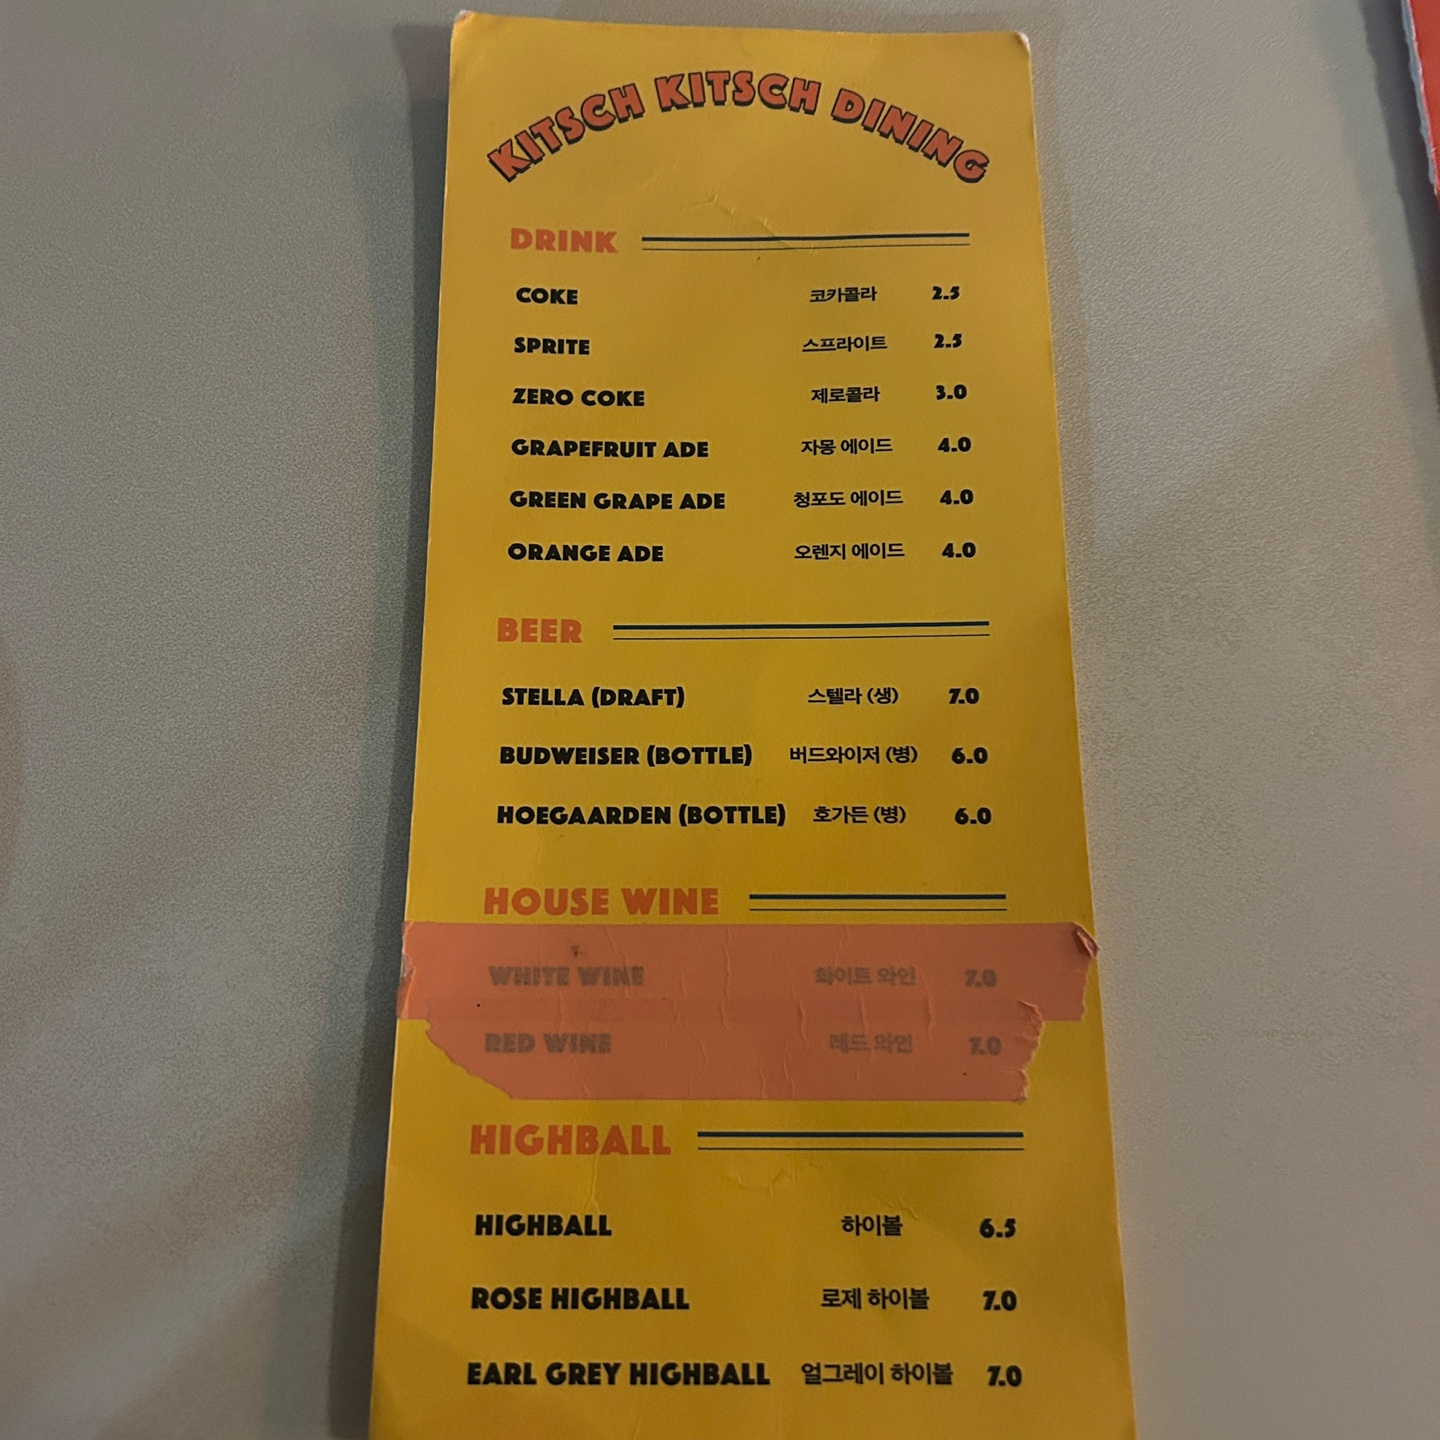 KITSCH KITSCH DINING
DRINK
COKE 코카콜라 2.5
SPRITE 스프라이트 2.5
ZERO COKE 제로콜라 3.0
GRAPEFRUIT ADE 자몽 에이드 4.0
GREEN GRAPE ADE 청포도 에이드 4.0
ORANGE ADE 오렌지 에이드 4.0
BEER
STELLA (DRAFT) 스텔라 (생) 7.0
BUDWEISER (BOTTLE) 버드와이저 (병) 6.0
HOEGAARDEN (BOTTLE) 호가든 (병) 6.0
HOUSE WINE
WHITE WINE 화이트 와인 7.0
RED WINE 레드 와인 7.0
HIGHBALL
HIGHBALL 하이볼 6.5
ROSE HIGHBALL 로제 하이볼 7.0
EARL GREY HIGHBALL 얼그레이 하이볼 7.0